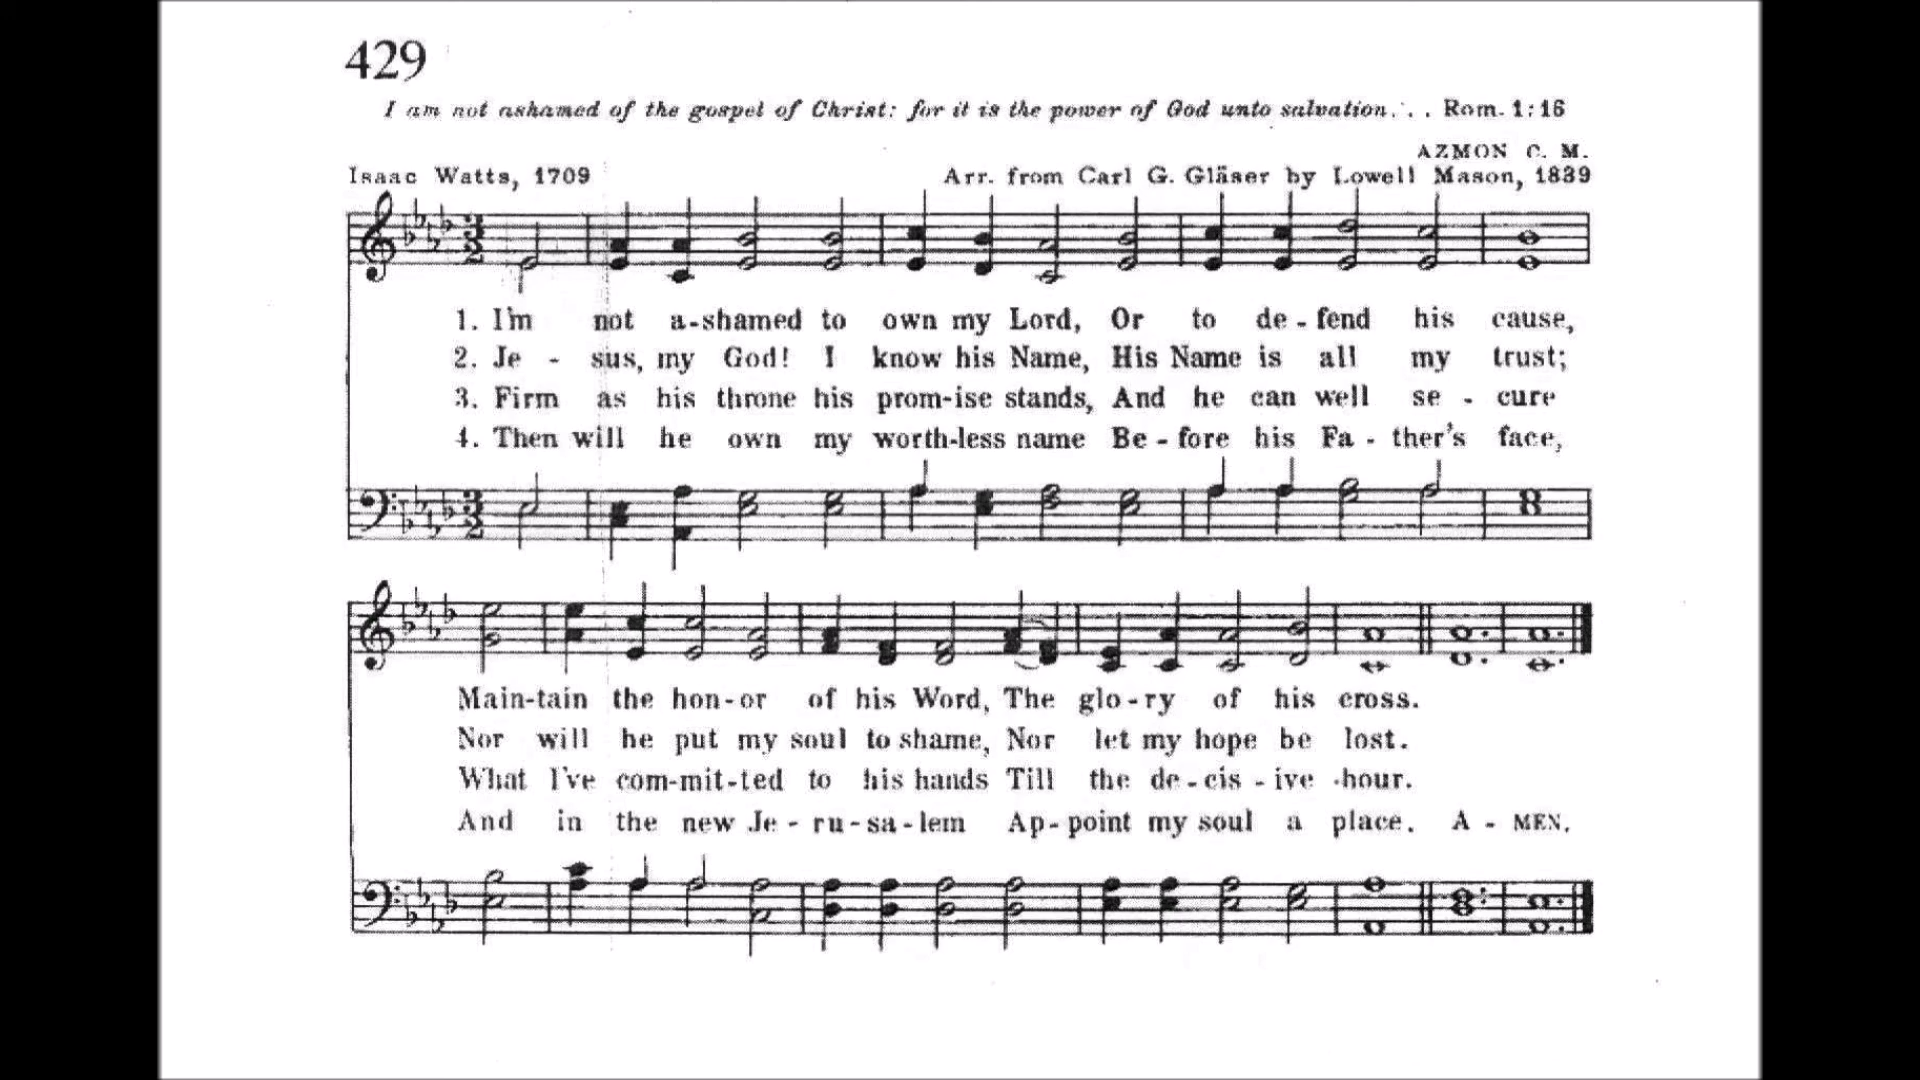 429
I am not ashamed of the gospel of Christ: for it is the power of God unto salvation. . . Rom. 1:16
AZMON C. M.
Isaac Watts, 1709 Arr. from Carl G. Gläser by Lowell Mason, 1839
1. I'm not a-shamed to own my Lord, Or to de - fend his cause,
2. Je - sus, my God! I know his Name, His Name is all my trust;
3. Firm as his throne his prom-ise stands, And he can well se - cure
4. Then will he own my worth-less name Be - fore his Fa - ther's face,
Main-tain the hon-or of his Word, The glo-ry of his cross.
Nor will he put my soul to shame, Nor let my hope be lost.
What I've com-mit-ted to his hands Till the de-cis - ive hour.
And in the new Je - ru-sa-lem Ap-point my soul a place. A - MEN.